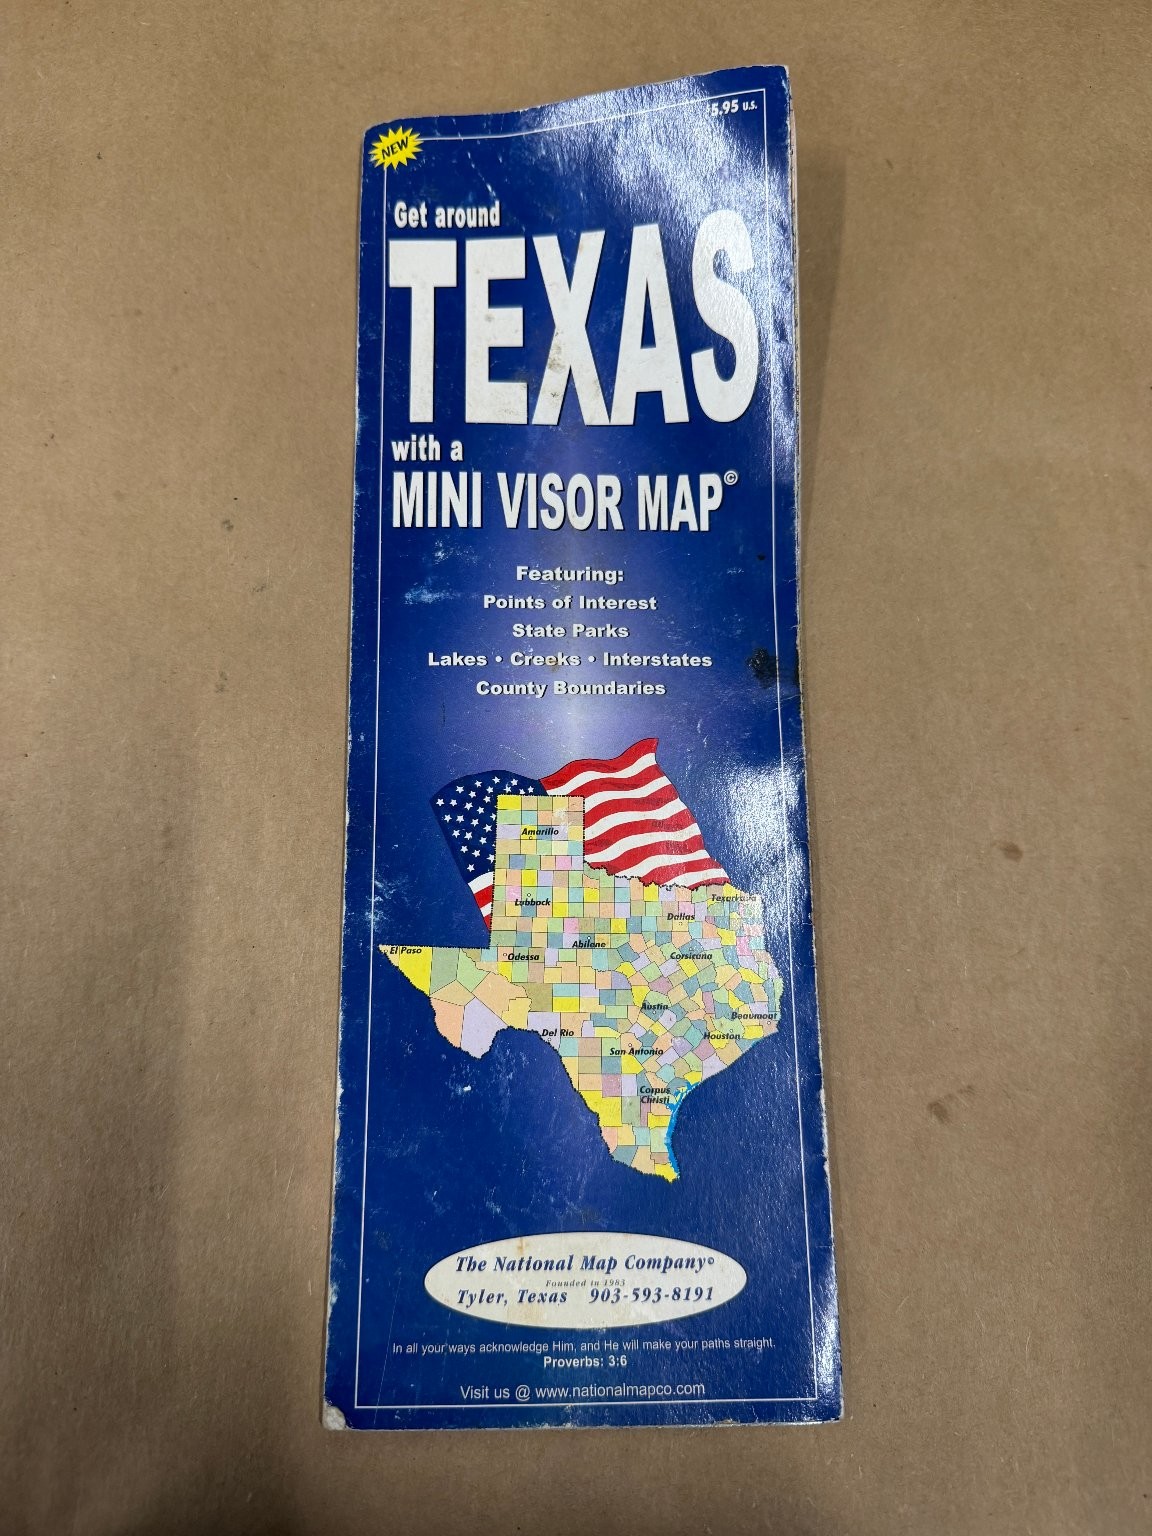 NEW
5.95 U.S.
Get around
TEXAS
with a
MINI VISOR MAP©
Featuring:
Points of Interest
State Parks
Lakes • Creeks • Interstates
County Boundaries
Amarillo
Lubbock
Texarkana
Dallas
Abilene
El Paso
Odessa
Corsicana
Austin
Beaumont
Del Rio
Houston
San Antonio
Corpus
Christi
The National Map Company©
Founded in 1983
Tyler, Texas 903-593-8191
In all your ways acknowledge Him, and He will make your paths straight.
Proverbs: 3:6
Visit us @ www.nationalmapco.com